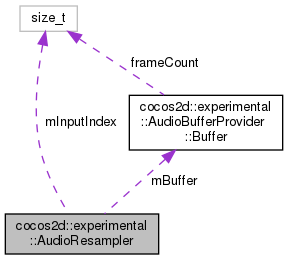 size_t
frameCount
cocos2d::experimental
::AudioBufferProvider
::Buffer
mInputIndex
mBuffer
cocos2d::experimental
::AudioResampler